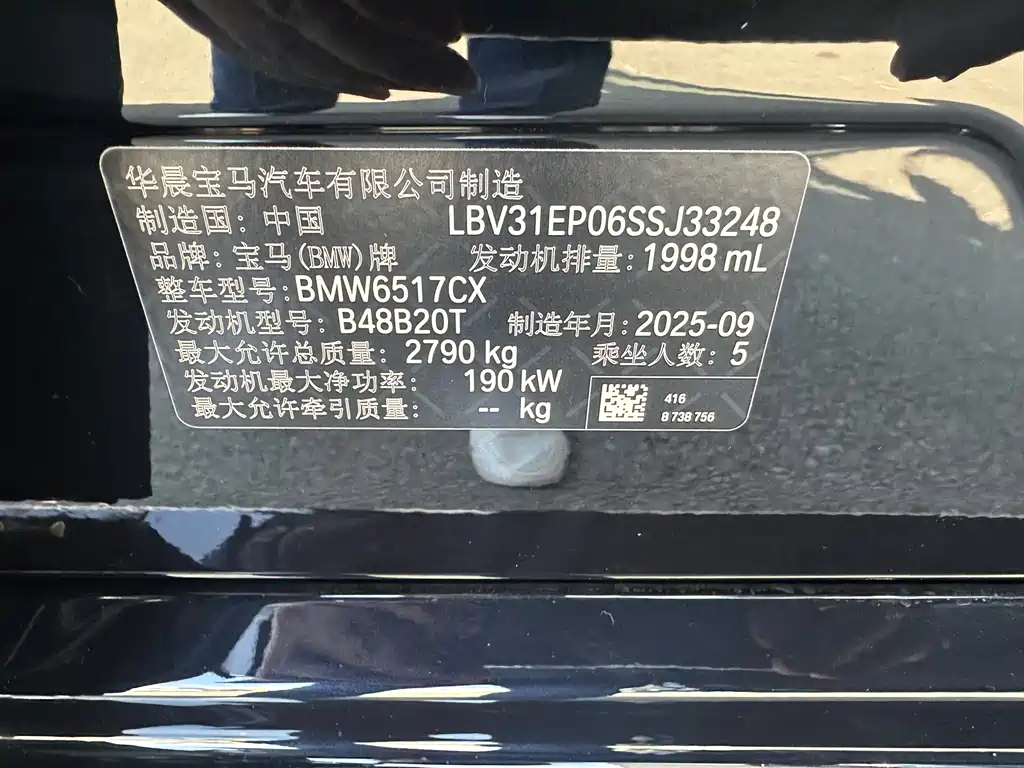 华晨宝马汽车有限公司制造
制造国：中国 LBV31EP06SSJ33248
品牌：宝马(BMW)牌 发动机排量：1998 mL
整车型号：BMW6517CX
发动机型号：B48B20T 制造年月：2025-09
最大允许总质量：2790 kg 乘坐人数：5
发动机最大净功率：190 kW
最大允许牵引质量：-- kg
416
8 738 756